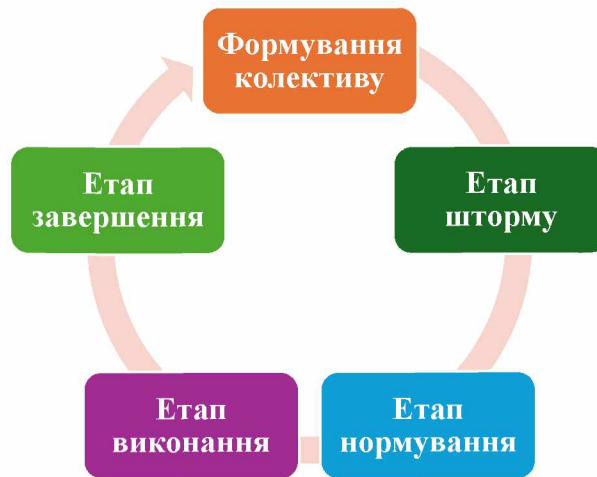 Формування
колективу
Етап
шторму
Етап
нормування
Етап
виконання
Етап
завершення